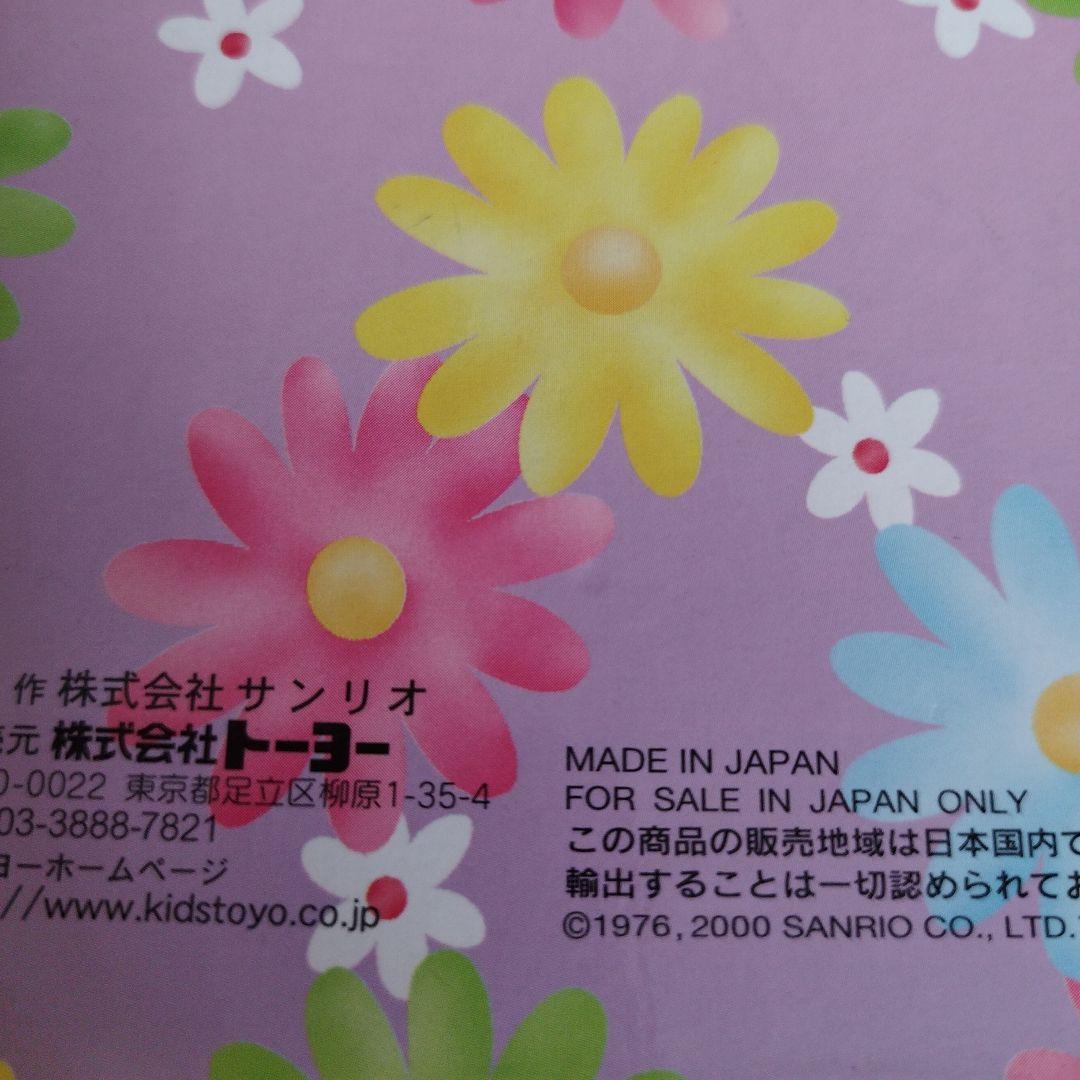 作 株式会社サンリオ
売元 株式会社トーヨー
0-0022 東京都足立区柳原1-35-4
03-3888-7821
ヨーホームページ
//www.kidstoyo.co.jp
MADE IN JAPAN
FOR SALE IN JAPAN ONLY
この商品の販売地域は日本国内で
輸出することは一切認められてお
©1976,2000 SANRIO CO., LTD.